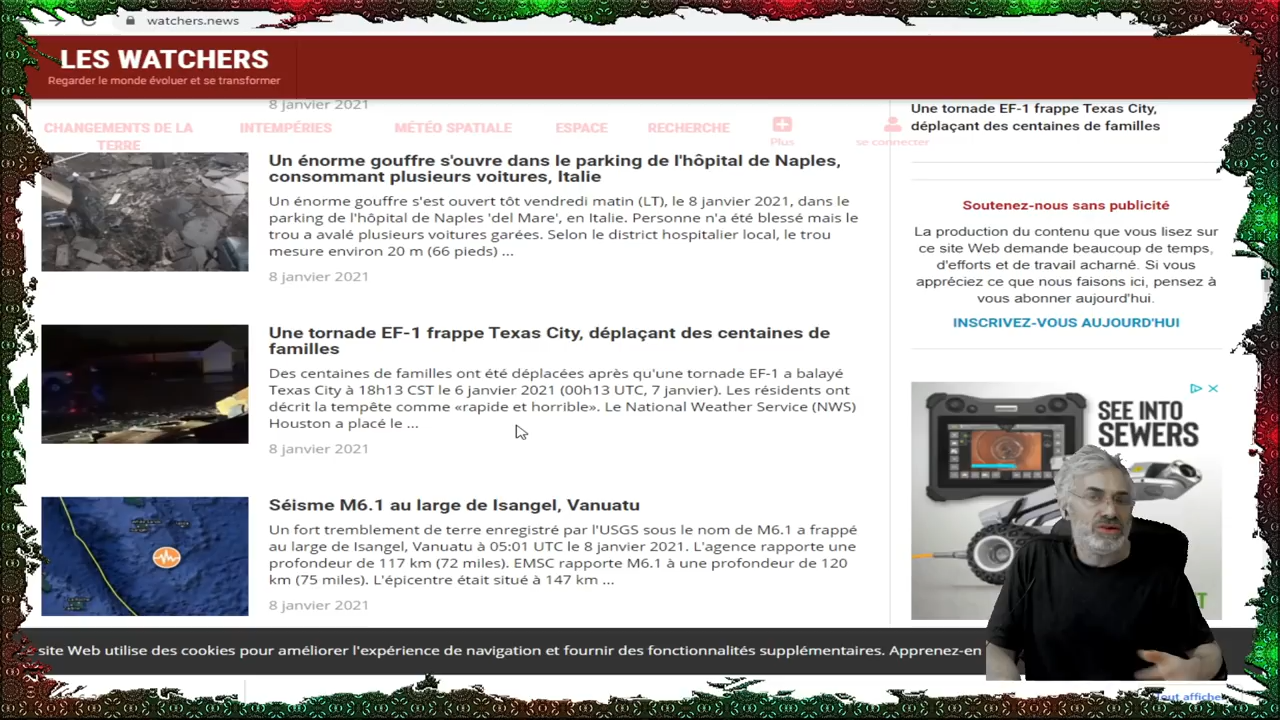 watchers.news
LES WATCHERS
Regarder le monde évoluer et se transformer
8 janvier 2021
CHANGEMENTS DE LA
TERRE
INTEMPÉRIES
MÉTÉO SPATIALE
ESPACE
RECHERCHE
Plus
se connecter
Un énorme gouffre s'ouvre dans le parking de l'hôpital de Naples,
consommant plusieurs voitures, Italie
Un énorme gouffre s'est ouvert tôt vendredi matin (LT), le 8 janvier 2021, dans le
parking de l'hôpital de Naples 'del Mare', en Italie. Personne n'a été blessé mais le
trou a avalé plusieurs voitures garées. Selon le district hospitalier local, le trou
mesure environ 20 m (66 pieds) ...
8 janvier 2021
Une tornade EF-1 frappe Texas City, déplaçant des centaines de
familles
Des centaines de familles ont été déplacées après qu'une tornade EF-1 a balayé
Texas City à 18h13 CST le 6 janvier 2021 (00h13 UTC, 7 janvier). Les résidents ont
décrit la tempête comme «rapide et horrible». Le National Weather Service (NWS)
Houston a placé le ...
8 janvier 2021
Séisme M6.1 au large de Isangel, Vanuatu
Un fort tremblement de terre enregistré par l'USGS sous le nom de M6.1 a frappé
au large de Isangel, Vanuatu à 05:01 UTC le 8 janvier 2021. L'agence rapporte une
profondeur de 117 km (72 miles). EMSC rapporte M6.1 à une profondeur de 120
km (75 miles). L'épicentre était situé à 147 km ...
8 janvier 2021
Une tornade EF-1 frappe Texas City,
déplaçant des centaines de familles
Soutenez-nous sans publicité
La production du contenu que vous lisez sur
ce site Web demande beaucoup de temps,
d'efforts et de travail acharné. Si vous
appréciez ce que nous faisons ici, pensez à
vous abonner aujourd'hui.
INSCRIVEZ-VOUS AUJOURD'HUI
SEE INTO
SEWERS
site Web utilise des cookies pour améliorer l'expérience de navigation et fournir des fonctionnalités supplémentaires. Apprenez-en